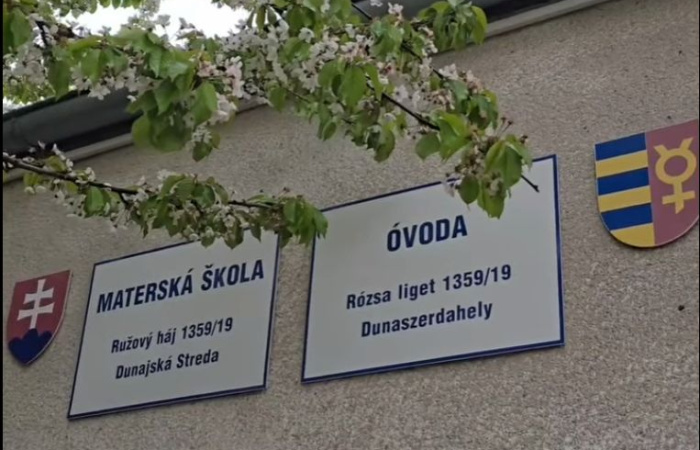 MATERSKÁ ŠKOLA
Ružový háj 1359/19
Dunajská Streda
ÓVODA
Rózsa liget 1359/19
Dunaszerdahely